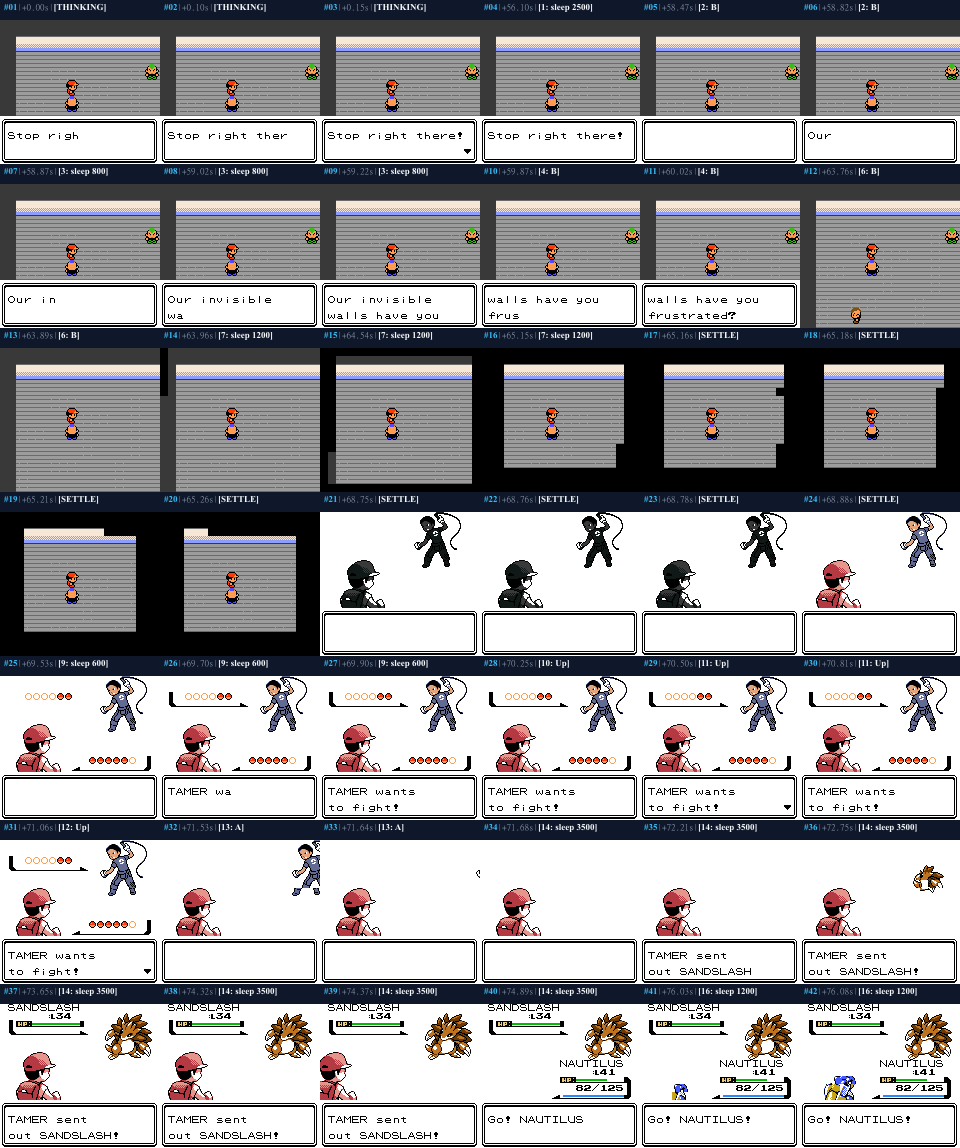 #01|+0.00s|[THINKING] #02|+0.10s|[THINKING] #03|+0.15s|[THINKING] #04|+56.10s|[1: sleep 2500] #05|+58.47s|[2: B] #06|+58.82s|[2: B]
Stop righ
Stop right ther
Stop right there!
Stop right there!
Our
#07|+58.87s|[3: sleep 800] #08|+59.02s|[3: sleep 800] #09|+59.22s|[3: sleep 800] #10|+59.87s|[4: B] #11|+60.02s|[4: B] #12|+63.76s|[6: B]
Our in
Our invisible
wa
Our invisible
walls have you
walls have you
frus
walls have you
frustrated?
#13|+63.89s|[6: B] #14|+63.96s|[7: sleep 1200] #15|+64.54s|[7: sleep 1200] #16|+65.15s|[7: sleep 1200] #17|+65.16s|[SETTLE] #18|+65.18s|[SETTLE]
#19|+65.21s|[SETTLE] #20|+65.26s|[SETTLE] #21|+68.75s|[SETTLE] #22|+68.76s|[SETTLE] #23|+68.78s|[SETTLE] #24|+68.88s|[SETTLE]
#25|+69.53s|[9: sleep 600] #26|+69.70s|[9: sleep 600] #27|+69.90s|[9: sleep 600] #28|+70.25s|[10: Up] #29|+70.50s|[11: Up] #30|+70.81s|[11: Up]
TAMER wa
TAMER wants
to fight!
TAMER wants
to fight!
TAMER wants
to fight!
TAMER wants
to fight!
#31|+71.06s|[12: Up] #32|+71.53s|[13: A] #33|+71.64s|[13: A] #34|+71.68s|[14: sleep 3500] #35|+72.21s|[14: sleep 3500] #36|+72.75s|[14: sleep 3500]
TAMER wants
to fight!
TAMER sent
out SANDSLASH
TAMER sent
out SANDSLASH!
#37|+73.65s|[14: sleep 3500] #38|+74.32s|[14: sleep 3500] #39|+74.37s|[14: sleep 3500] #40|+74.89s|[14: sleep 3500] #41|+76.03s|[16: sleep 1200] #42|+76.08s|[16: sleep 1200]
SANDSLASH
:L34
HP:
TAMER sent
out SANDSLASH!
SANDSLASH
:L34
HP:
TAMER sent
out SANDSLASH!
SANDSLASH
:L34
HP:
TAMER sent
out SANDSLASH!
SANDSLASH
:L34
HP:
NAUTILUS
:L41
HP:
82/125
Go! NAUTILUS
SANDSLASH
:L34
HP:
NAUTILUS
:L41
HP:
82/125
Go! NAUTILUS!
SANDSLASH
:L34
HP:
NAUTILUS
:L41
HP:
82/125
Go! NAUTILUS!